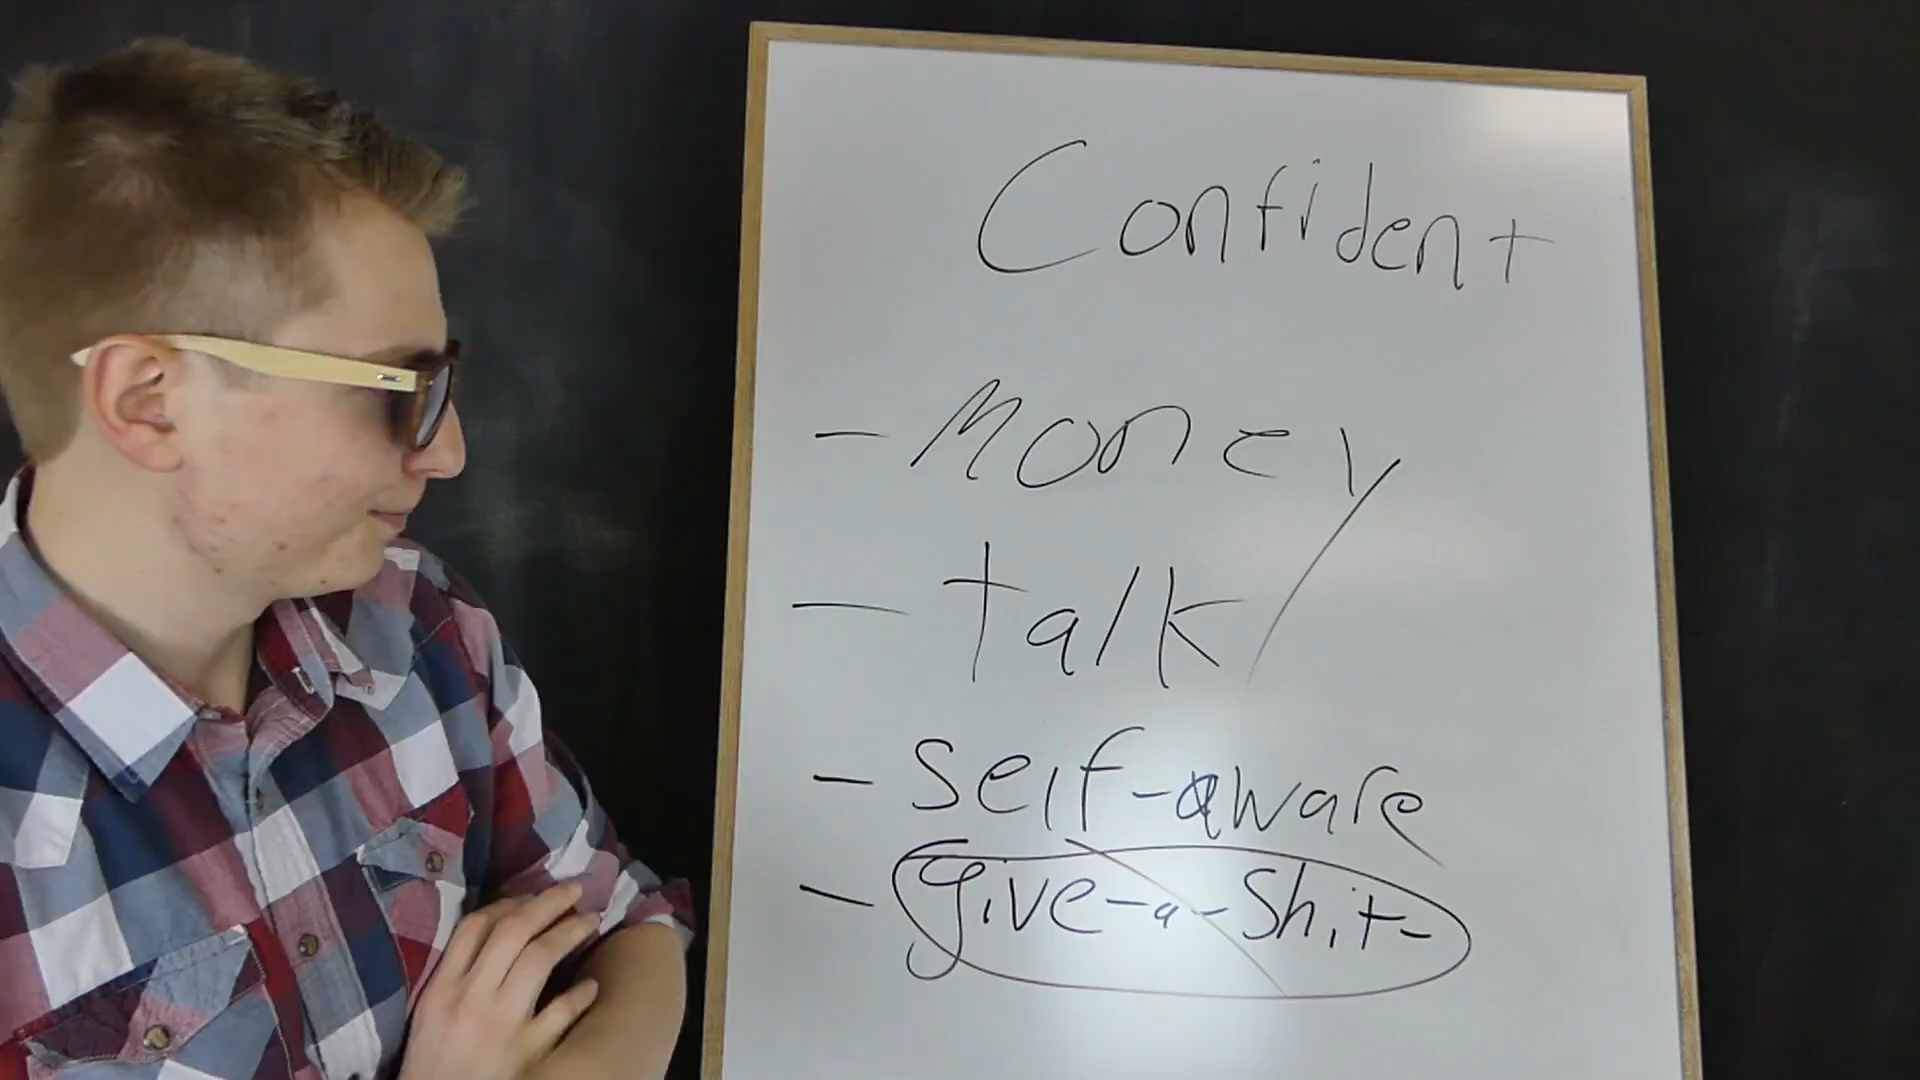 Confident
- Money
- talk
- self-aware
- give-a-shit-